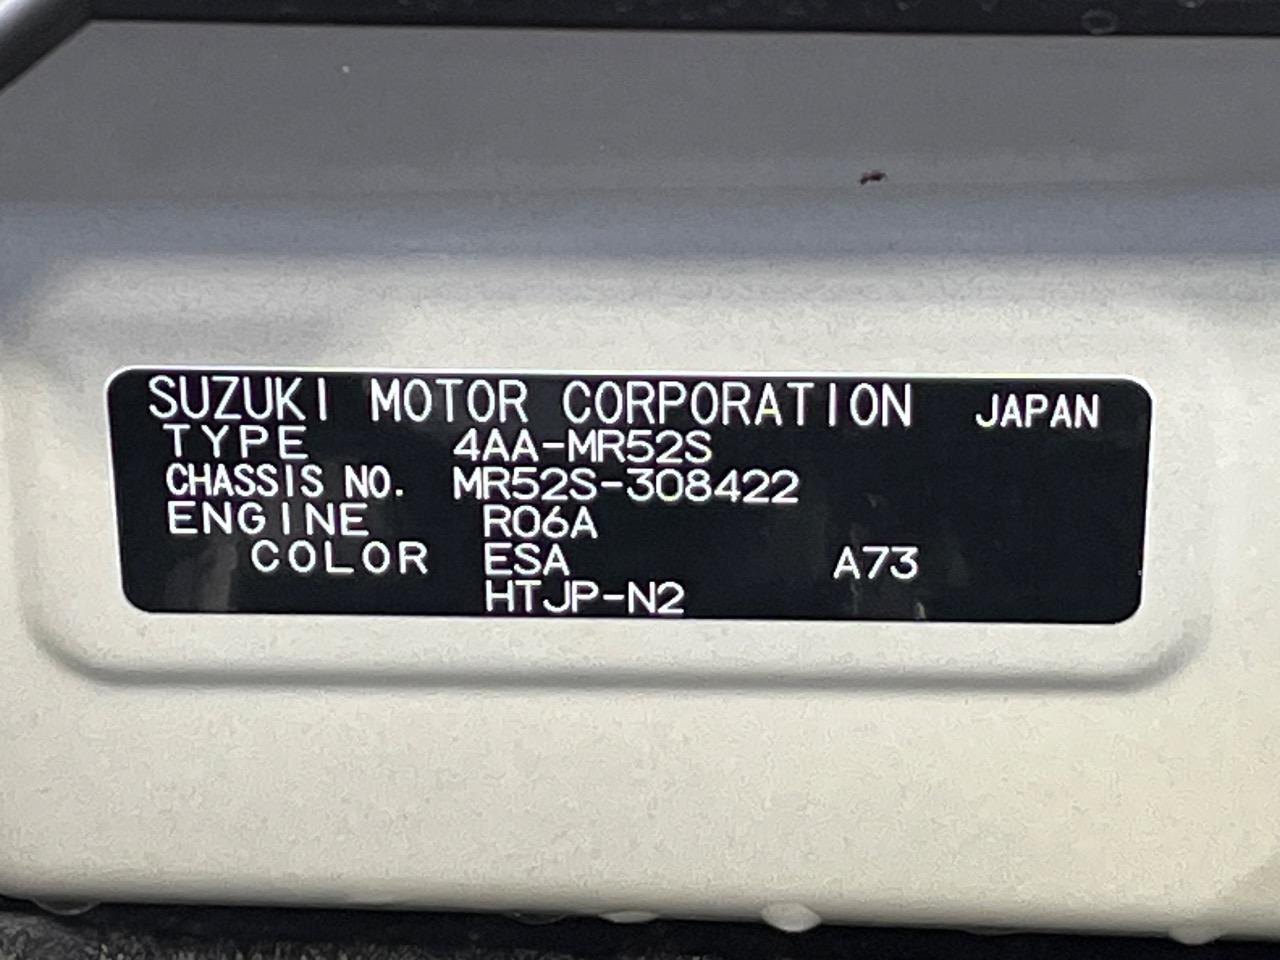 SUZUKI MOTOR CORPORATION JAPAN
TYPE 4AA-MR52S
CHASSIS NO. MR52S-308422
ENGINE R06A
COLOR ESA A73
HTJP-N2